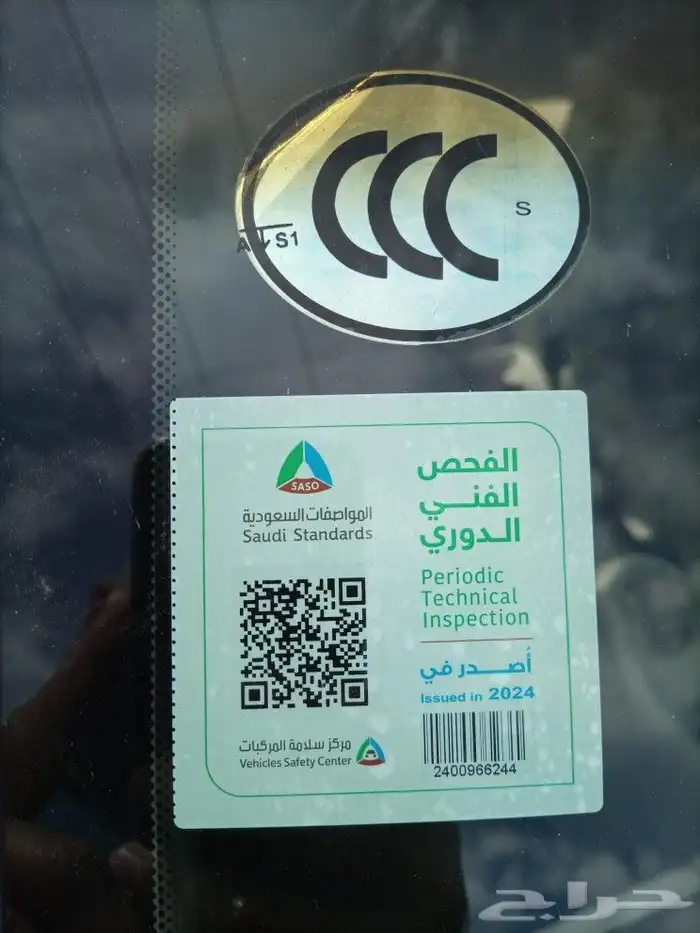 CCC
S
A S1
SASO
المواصفات السعودية
Saudi Standards
الفحص
الفني
الدوري
Periodic
Technical
Inspection
أُصدر في
Issued in 2024
2400966244
مركز سلامة المركبات
Vehicles Safety Center
حراج